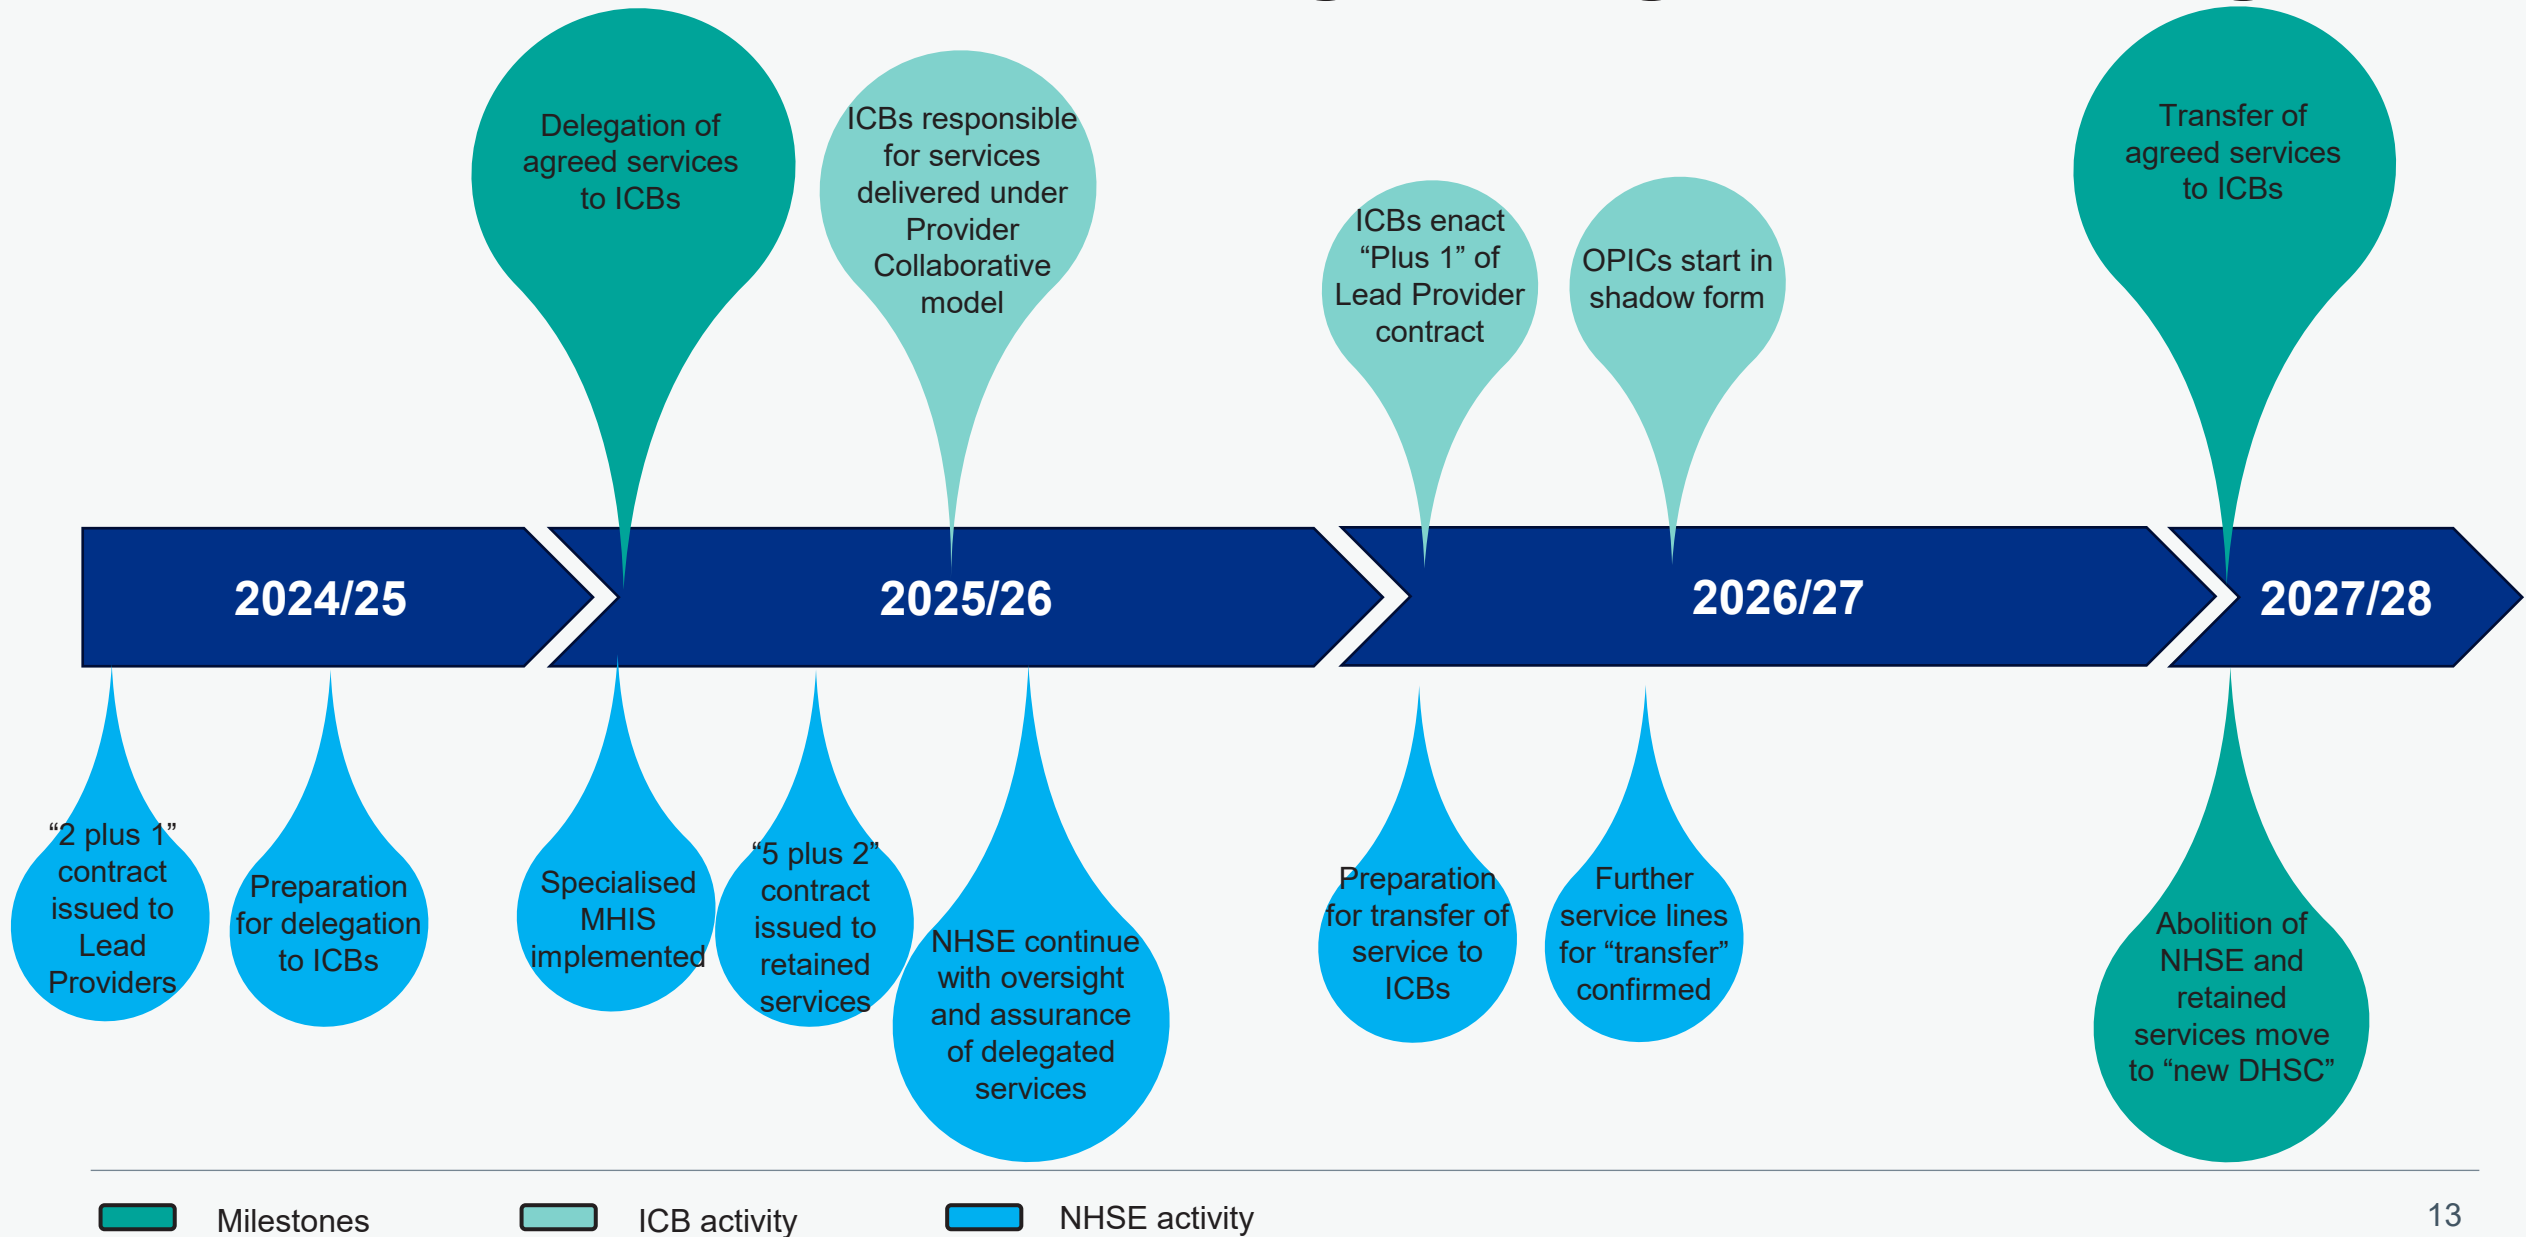 Delegation of
agreed services
to ICBs
ICBs responsible
for services
delivered under
Provider
Collaborative
model
ICBs enact
“Plus 1” of
Lead Provider
contract
OPICs start in
shadow form
Transfer of
agreed services
to ICBs
2024/25
2025/26
2026/27
2027/28
“2 plus 1”
contract
issued to
Lead
Providers
Preparation
for delegation
to ICBs
Specialised
MHIS
implemented
“5 plus 2”
contract
issued to
retained
services
NHSE continue
with oversight
and assurance
of delegated
services
Preparation
for transfer of
service to
ICBs
Further
service lines
for “transfer”
confirmed
Abolition of
NHSE and
retained
services move
to “new DHSC”
Milestones
ICB activity
NHSE activity
13